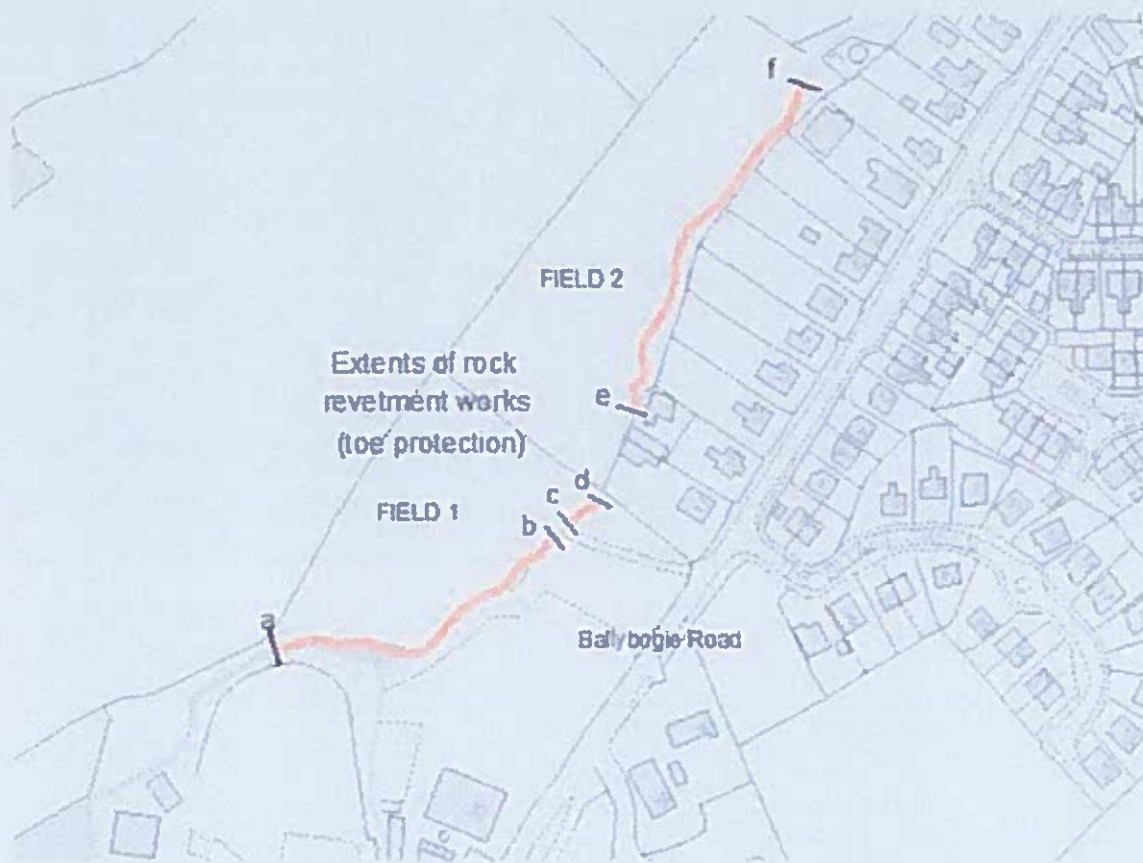 f
FIELD 2
Extents of rock
revetment works
(toe protection)
e
d
c
b
FIELD 1
a
Ballybogie Road